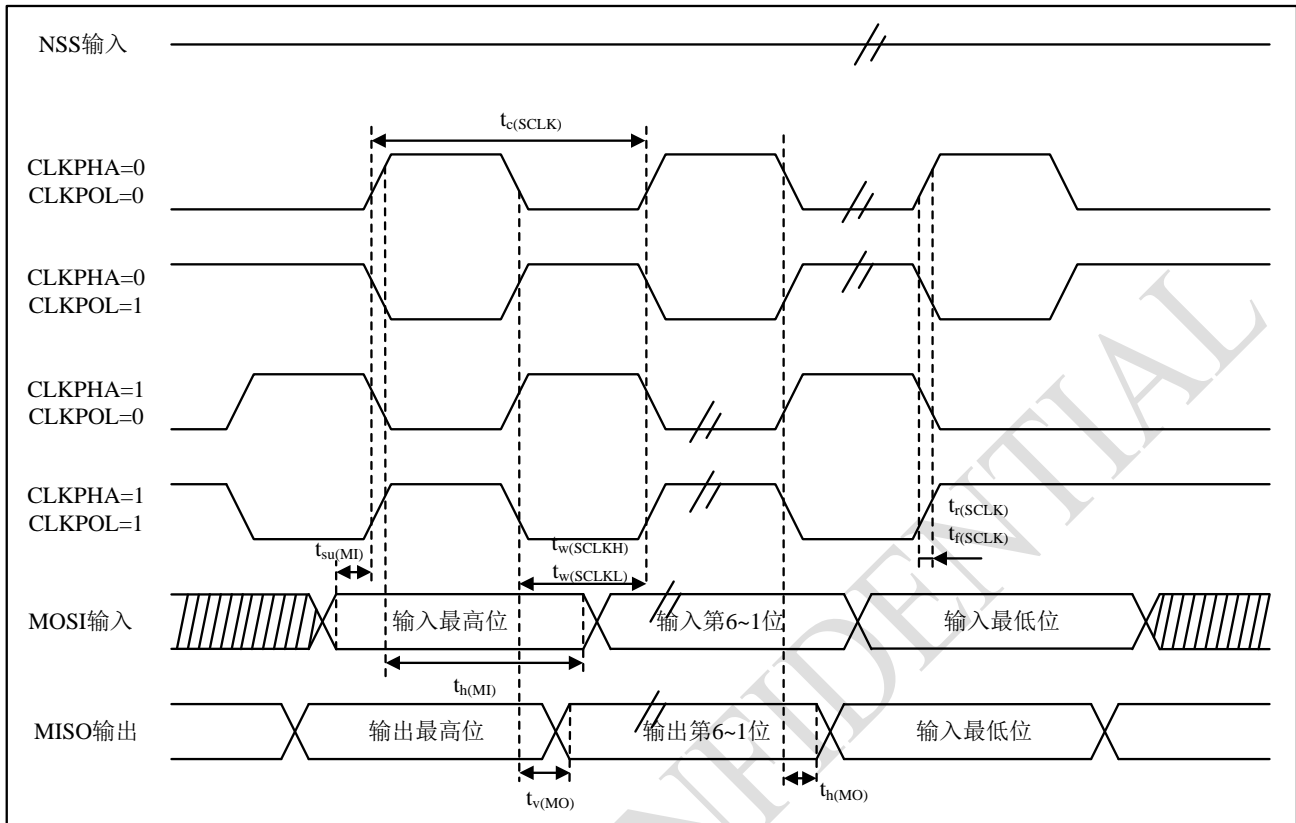 NSS输入
tc(SCLK)
CLKPHA=0
CLKPOL=0
CLKPHA=0
CLKPOL=1
CLKPHA=1
CLKPOL=0
CLKPHA=1
CLKPOL=1
tr(SCLK)
tf(SCLK)
tsu(MI)
tw(SCLKH)
tw(SCLKL)
MOSI输入
输入最高位
输入第6~1位
输入最低位
th(MI)
MISO输出
输出最高位
输出第6~1位
输入最低位
tv(MO)
th(MO)
NFIDENTIAL